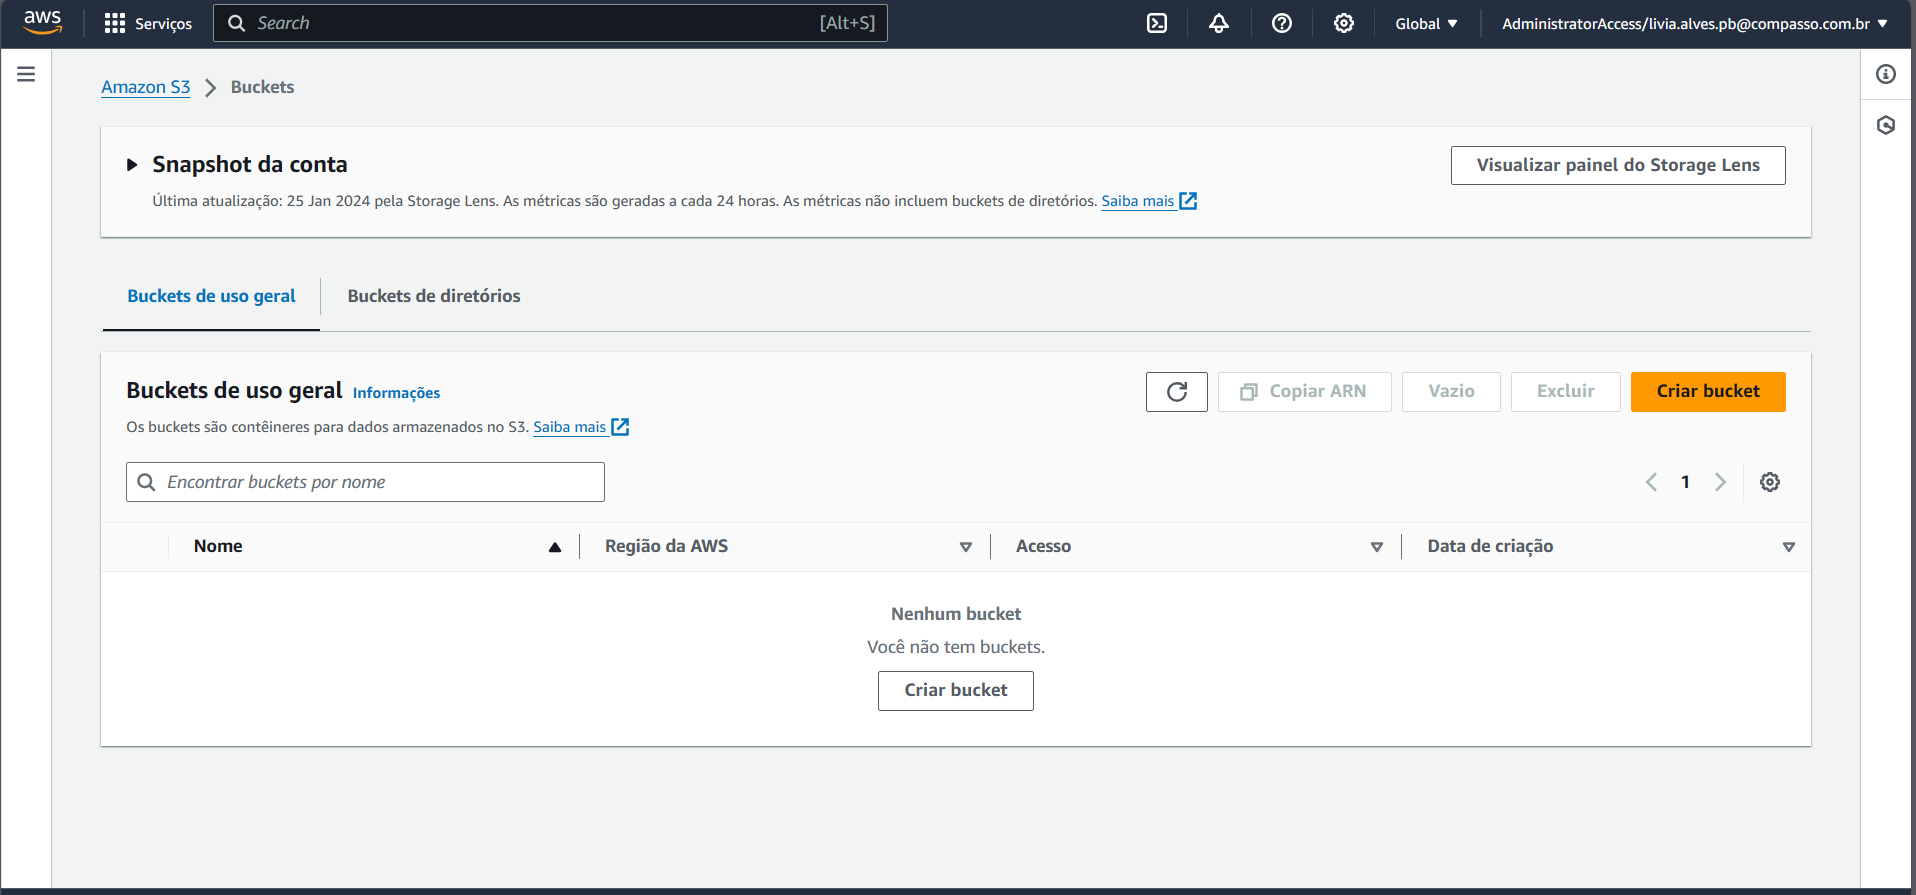 aws Serviços Search [Alt+S] Global AdministratorAccess/livia.alves.pb@compasso.com.br
Amazon S3 Buckets
Snapshot da conta
Visualizar painel do Storage Lens
Última atualização: 25 Jan 2024 pela Storage Lens. As métricas são geradas a cada 24 horas. As métricas não incluem buckets de diretórios. Saiba mais
Buckets de uso geral Buckets de diretórios
Buckets de uso geral Informações
Copiar ARN Vazio Excluir Criar bucket
Os buckets são contêineres para dados armazenados no S3. Saiba mais
Encontrar buckets por nome
1
Nome Região da AWS Acesso Data de criação
Nenhum bucket
Você não tem buckets.
Criar bucket